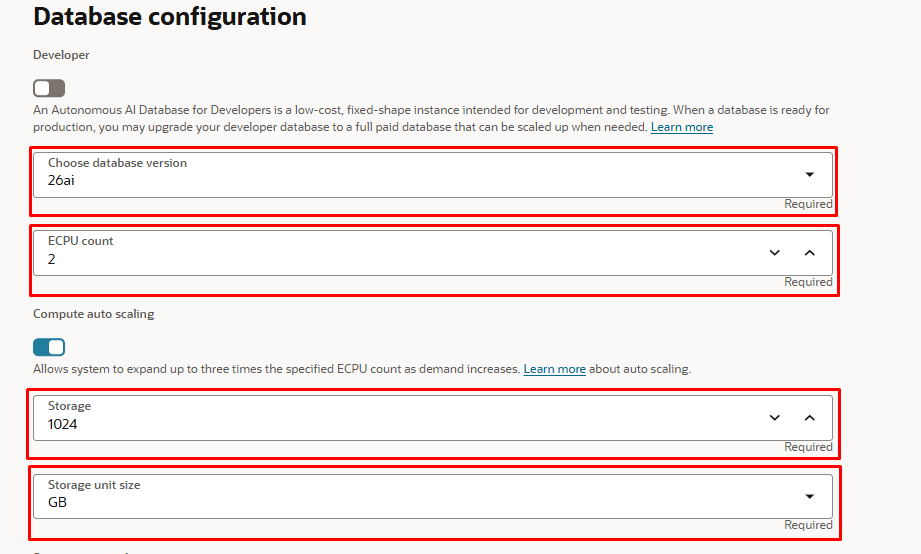 Database configuration
Developer
An Autonomous AI Database for Developers is a low-cost, fixed-shape instance intended for development and testing. When a database is ready for
production, you may upgrade your developer database to a full paid database that can be scaled up when needed. Learn more
Choose database version
26ai
Required
ECPU count
2
Required
Compute auto scaling
Allows system to expand up to three times the specified ECPU count as demand increases. Learn more about auto scaling.
Storage
1024
Required
Storage unit size
GB
Required